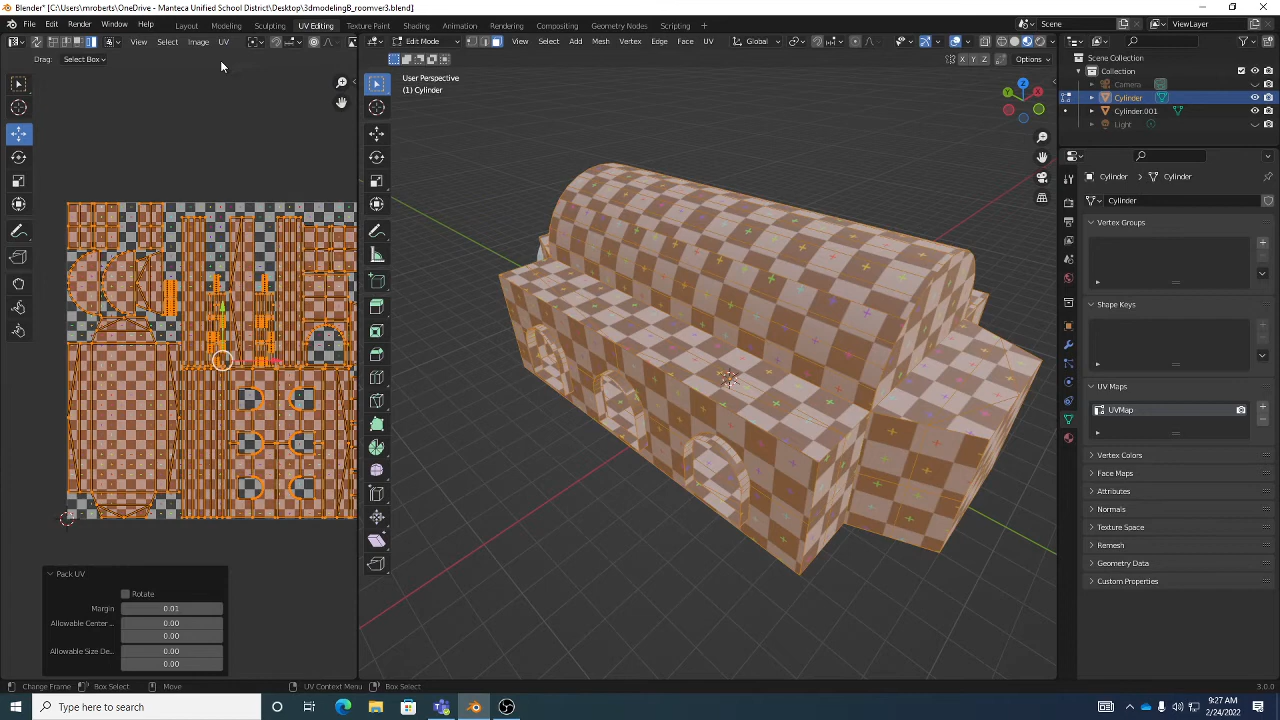 Blender* [C:\Users\mroberts\OneDrive - Manteca Unified School District\Desktop\3dmodeling8_roomver3.blend]
File Edit Render Window Help Layout Modeling Sculpting UV Editing Texture Paint Shading Animation Rendering Compositing Geometry Nodes Scripting Scene ViewLayer
View Select Image UV Edit Mode View Select Add Mesh Vertex Edge Face UV Global
Drag: Select Box X Y Z Options
User Perspective
(1) Cylinder
Scene Collection
Collection
Camera
Cylinder
Cylinder.001
Light
Cylinder Cylinder
Cylinder
Vertex Groups
Shape Keys
UV Maps
UVMap
Vertex Colors
Face Maps
Attributes
Normals
Texture Space
Remesh
Geometry Data
Custom Properties
Pack UV
Rotate
Margin 0.01
Allowable Center ... 0.00
0.00
Allowable Size De... 0.00
0.00
Change Frame Box Select Move UV Context Menu Box Select 3.0.0
Type here to search
9:27 AM
2/24/2022